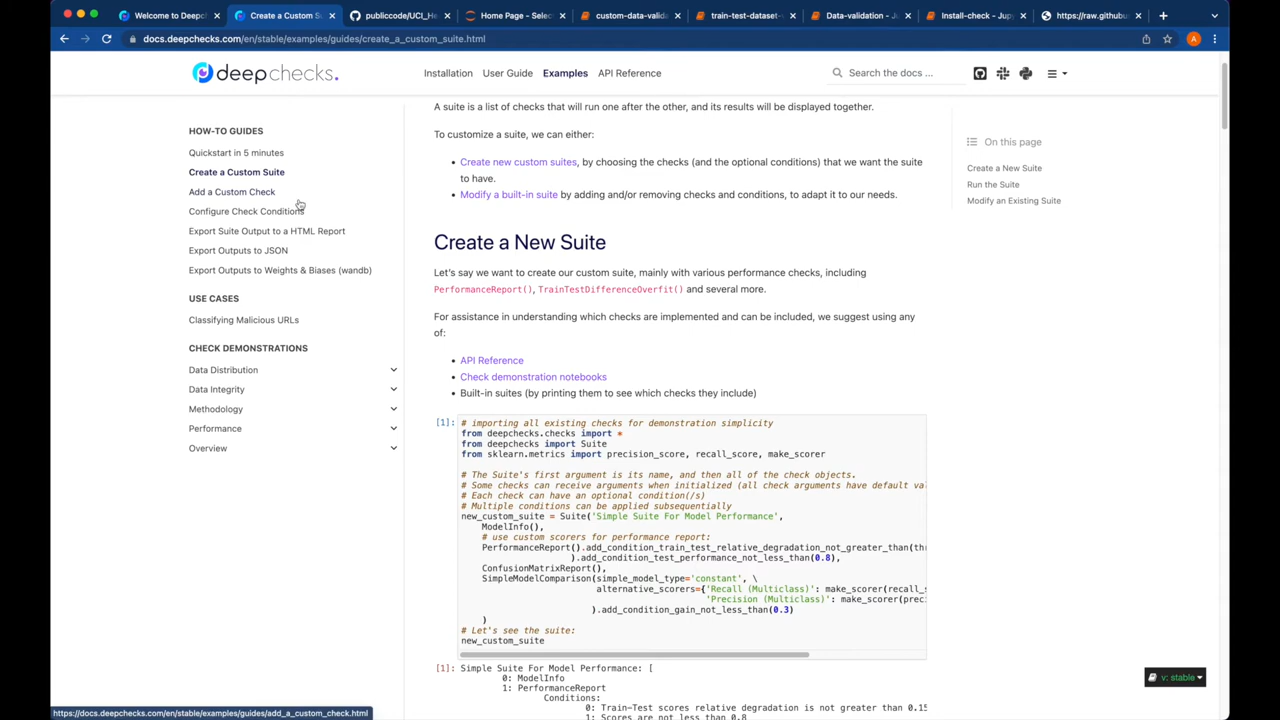 Welcome to Deepchecks
Create a Custom Su
publiccode/UCI_He
Home Page - Selec
custom-data-valida
train-test-dataset-
Data-validation - Ju
Install-check - Jupy
https://raw.githubus
docs.deepchecks.com/en/stable/examples/guides/create_a_custom_suite.html
A
deepchecks.
Installation
User Guide
Examples
API Reference
Search the docs ...
HOW-TO GUIDES
Quickstart in 5 minutes
Create a Custom Suite
Add a Custom Check
Configure Check Conditions
Export Suite Output to a HTML Report
Export Outputs to JSON
Export Outputs to Weights & Biases (wandb)
USE CASES
Classifying Malicious URLs
CHECK DEMONSTRATIONS
Data Distribution
Data Integrity
Methodology
Performance
Overview
A suite is a list of checks that will run one after the other, and its results will be displayed together.
To customize a suite, we can either:
Create new custom suites, by choosing the checks (and the optional conditions) that we want the suite
to have.
Modify a built-in suite by adding and/or removing checks and conditions, to adapt it to our needs.
Create a New Suite
Let's say we want to create our custom suite, mainly with various performance checks, including
PerformanceReport(), TrainTestDifferenceOverfit() and several more.
For assistance in understanding which checks are implemented and can be included, we suggest using any
of:
API Reference
Check demonstration notebooks
Built-in suites (by printing them to see which checks they include)
[1]:
# importing all existing checks for demonstration simplicity
from deepchecks.checks import *
from deepchecks import Suite
from sklearn.metrics import precision_score, recall_score, make_scorer
# The Suite's first argument is its name, and then all of the check objects.
# Some checks can receive arguments when initialized (all check arguments have default val
# Each check can have an optional condition(/s)
# Multiple conditions can be applied subsequentially
new_custom_suite = Suite('Simple Suite For Model Performance',
ModelInfo(),
# use custom scorers for performance report:
PerformanceReport().add_condition_train_test_relative_degradation_not_greater_than(thr
).add_condition_test_performance_not_less_than(0.8),
ConfusionMatrixReport(),
SimpleModelComparison(simple_model_type='constant', \
alternative_scorers={'Recall (Multiclass)': make_scorer(recall_s
'Precision (Multiclass)': make_scorer(preci
).add_condition_gain_not_less_than(0.3)
)
# Let's see the suite:
new_custom_suite
[1]: Simple Suite For Model Performance: [
0: ModelInfo
1: PerformanceReport
Conditions:
0: Train-Test scores relative degradation is not greater than 0.15
1: Scores are not less than 0.8
On this page
Create a New Suite
Run the Suite
Modify an Existing Suite
v: stable
https://docs.deepchecks.com/en/stable/examples/guides/add_a_custom_check.html